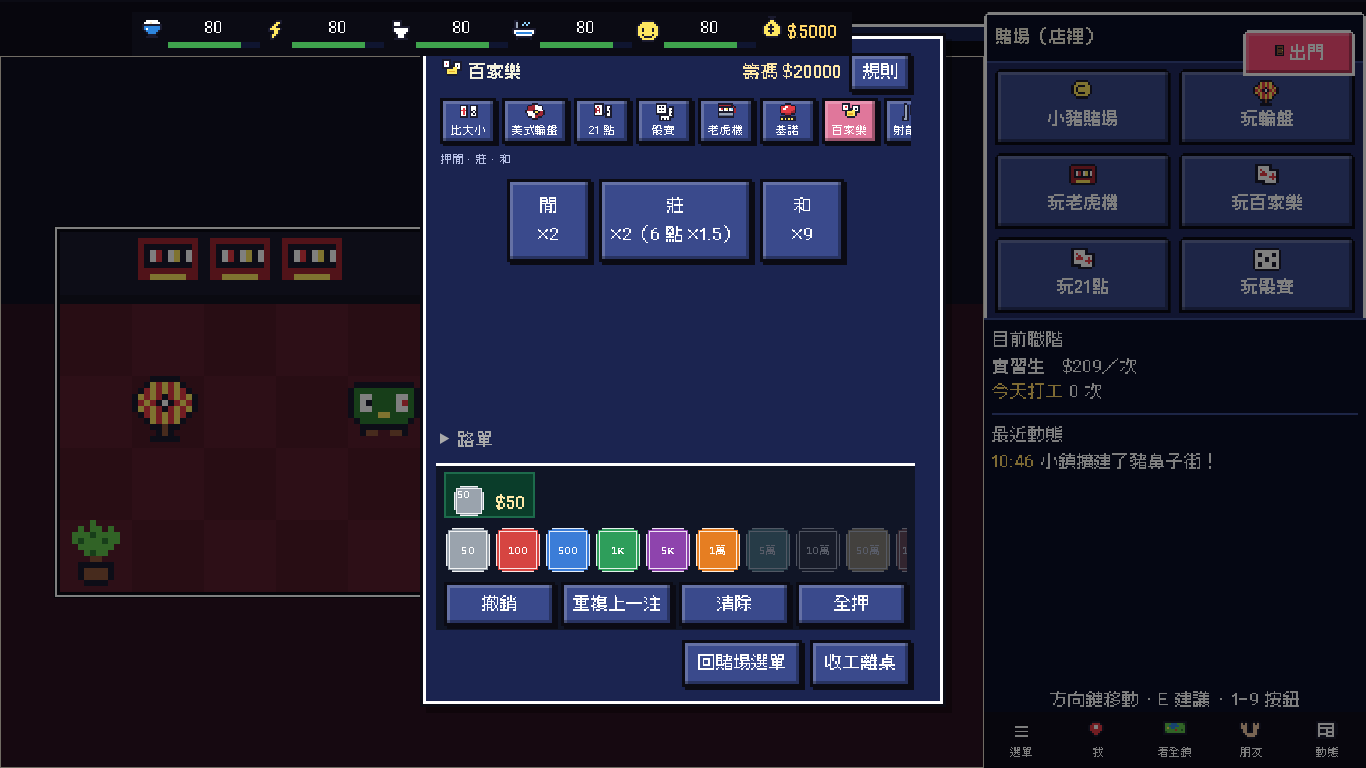 80
80
80
80
80
$5000
百家樂
籌碼 $20000
規則
比大小
美式輪盤
21 點
骰寶
老虎機
基諾
百家樂
押閒 · 莊 · 和
閒
×2
莊
×2（6 點 ×1.5）
和
×9
▶ 路單
50
$50
50
100
500
1K
5K
1萬
5萬
10萬
50萬
撤銷
重複上一注
清除
全押
回賭場選單
收工離桌
賭場（店裡）
出門
小豬賭場
玩輪盤
玩老虎機
玩百家樂
玩21點
玩骰寶
目前職階
實習生 $209／次
今天打工 0 次
最近動態
10:46 小鎮擴建了豬鼻子街！
方向鍵移動 · E 建議 · 1-9 按鈕
選單
我
看全鎮
朋友
動態